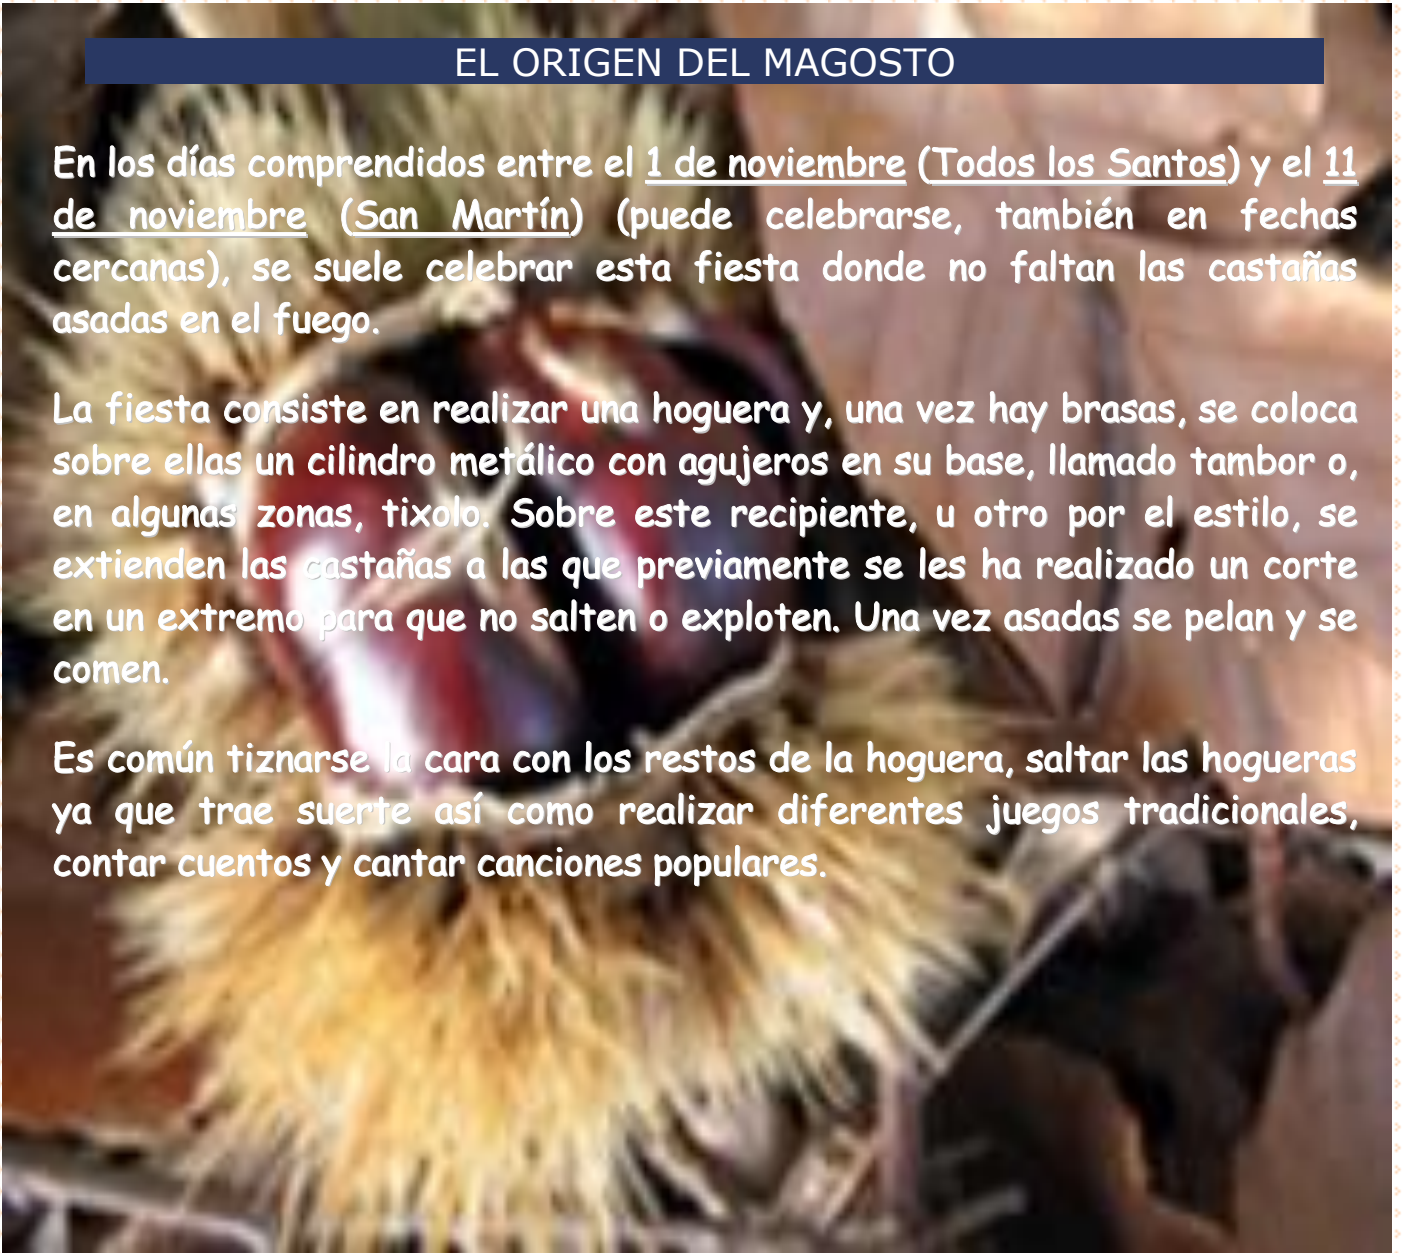 EL ORIGEN DEL MAGOSTO
En los días comprendidos entre el 1 de noviembre (Todos los Santos) y el 11
de noviembre (San Martín) (puede celebrarse, también en fechas
cercanas), se suele celebrar esta fiesta donde no faltan las castañas
asadas en el fuego.
La fiesta consiste en realizar una hoguera y, una vez hay brasas, se coloca
sobre ellas un cilindro metálico con agujeros en su base, llamado tambor o,
en algunas zonas, tixolo. Sobre este recipiente, u otro por el estilo, se
extienden las castañas a las que previamente se les ha realizado un corte
en un extremo para que no salten o exploten. Una vez asadas se pelan y se
comen.
Es común tiznarse la cara con los restos de la hoguera, saltar las hogueras
ya que trae suerte así como realizar diferentes juegos tradicionales,
contar cuentos y cantar canciones populares.